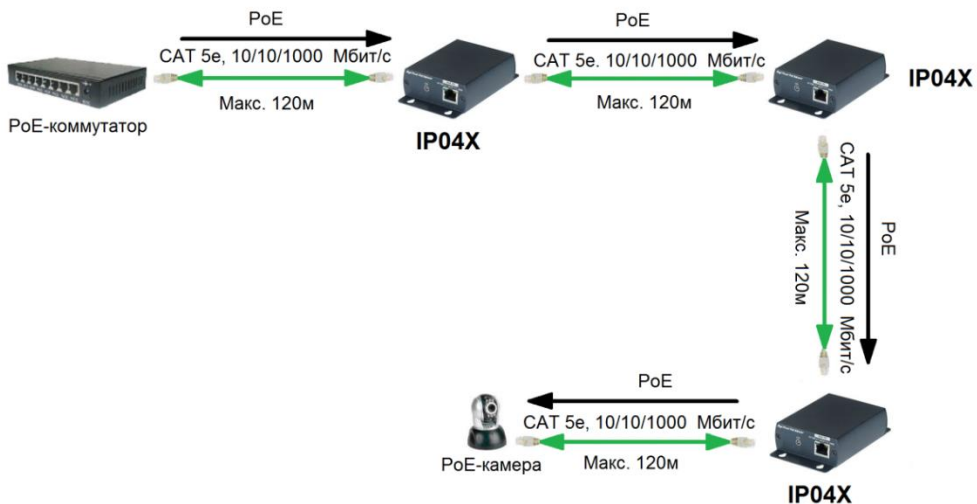 PoE
CAT 5e, 10/10/1000 Мбит/с
Макс. 120м
PoE-коммутатор
IP04X
PoE
CAT 5e. 10/10/1000 Мбит/с
Макс. 120м
IP04X
PoE
CAT 5e, 10/10/1000 Мбит/с
Макс. 120м
PoE
CAT 5e, 10/10/1000 Мбит/с
Макс. 120м
PoE-камера
IP04X